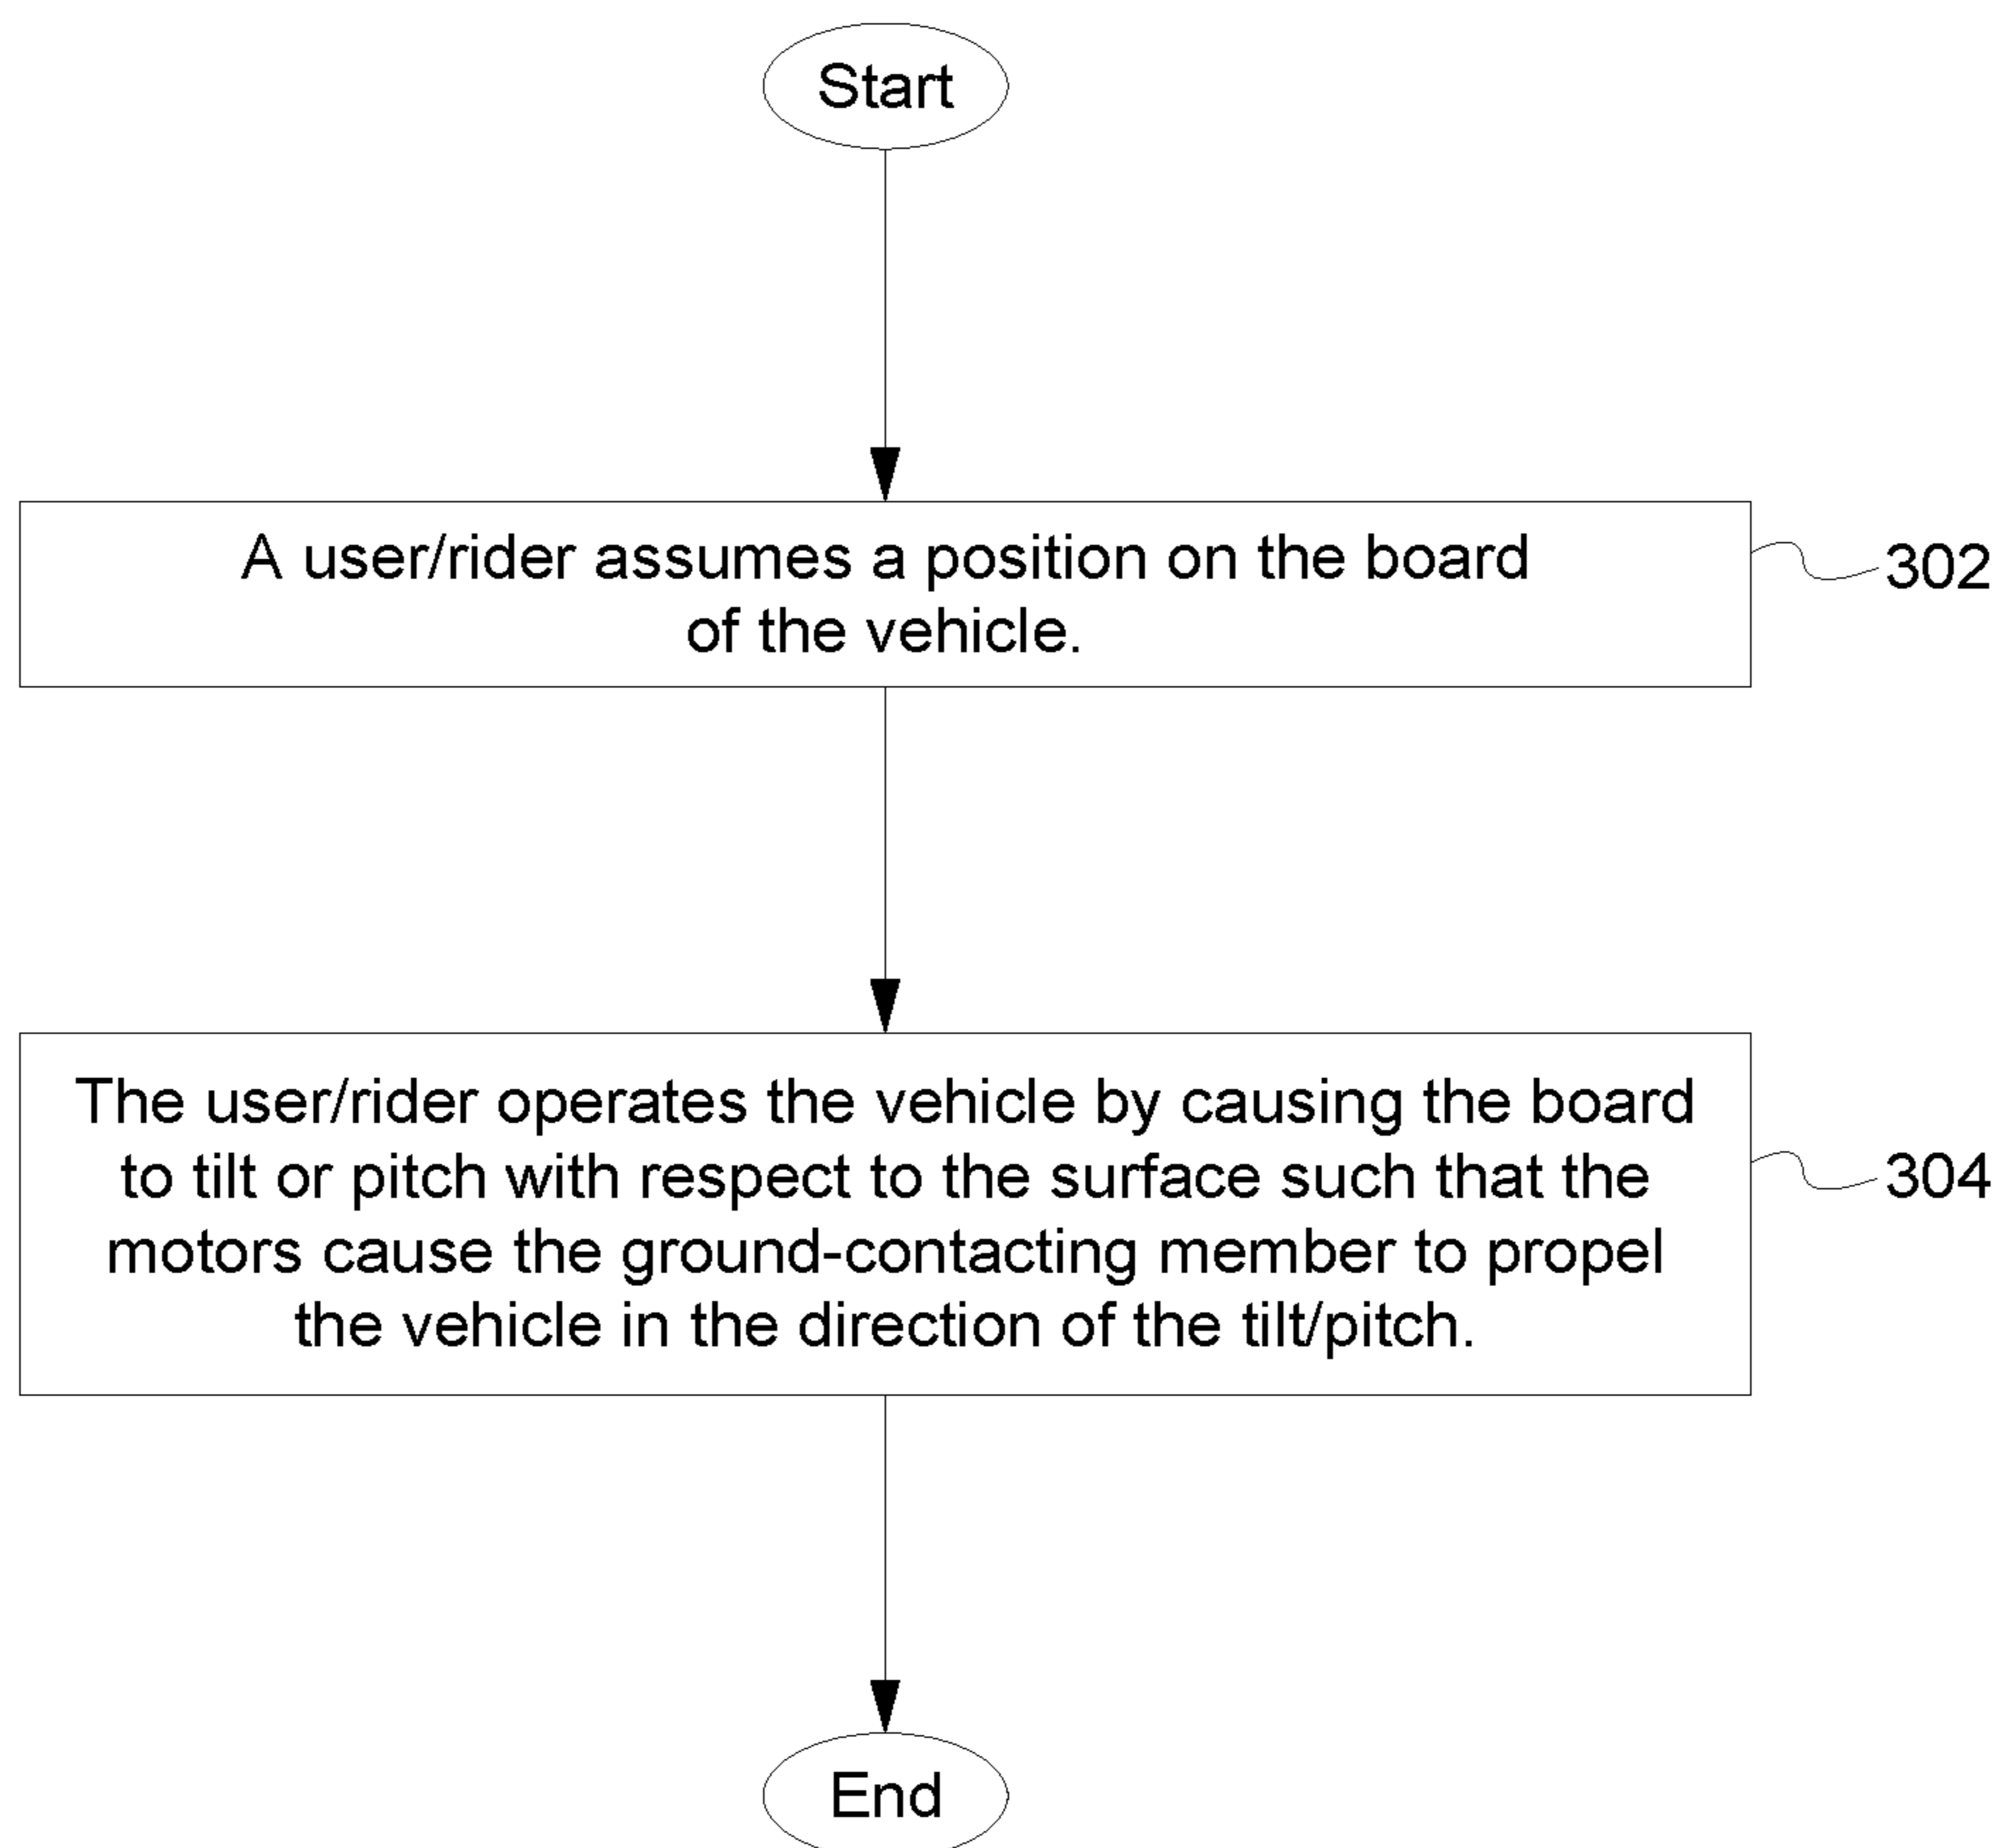 Start
A user/rider assumes a position on the board
of the vehicle.
302
The user/rider operates the vehicle by causing the board
to tilt or pitch with respect to the surface such that the
motors cause the ground-contacting member to propel
the vehicle in the direction of the tilt/pitch.
304
End